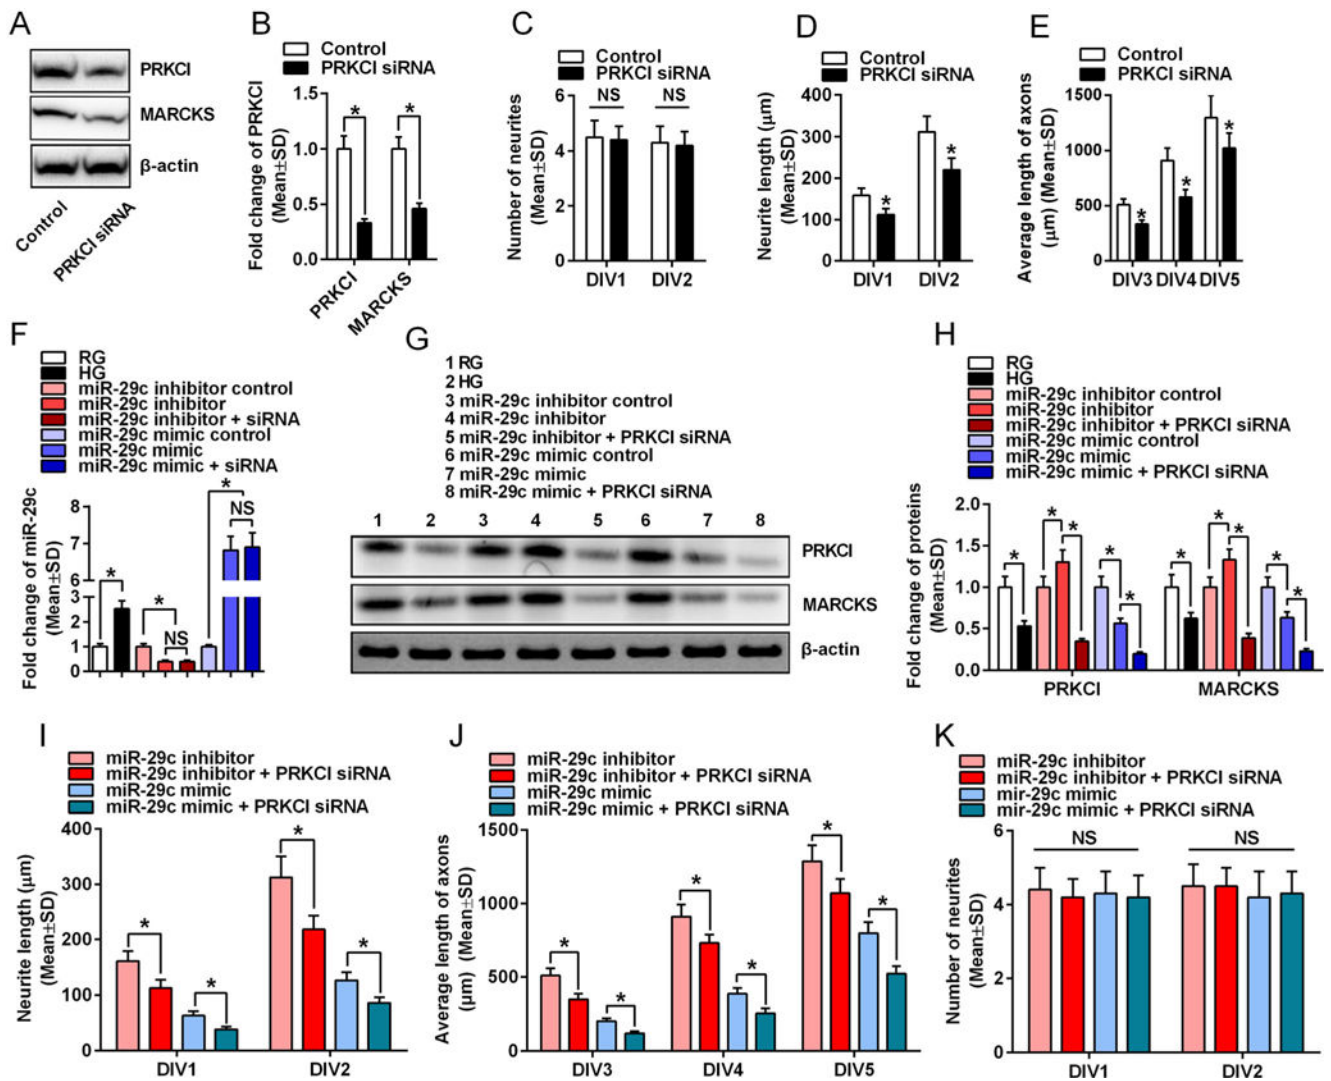 A
PRKCI
MARCKS
β-actin
Control
PRKCI siRNA
B
Control
PRKCI siRNA
Fold change of PRKCI
(Mean±SD)
1.5
1.0
0.5
0.0
*
*
PRKCI
MARCKS
C
Control
PRKCI siRNA
Number of neurites
(Mean±SD)
6
4
2
0
NS
NS
DIV1
DIV2
D
Control
PRKCI siRNA
Neurite length (μm)
(Mean±SD)
400
300
200
100
0
*
*
DIV1
DIV2
E
Control
PRKCI siRNA
Average length of axons
(μm) (Mean±SD)
1500
1000
500
0
*
*
*
DIV3
DIV4
DIV5
F
RG
HG
miR-29c inhibitor control
miR-29c inhibitor
miR-29c inhibitor + siRNA
miR-29c mimic control
miR-29c mimic
miR-29c mimic + siRNA
Fold change of miR-29c
(Mean±SD)
8
7
6
3
2
1
0
*
*
NS
*
NS
G
1 RG
2 HG
3 miR-29c inhibitor control
4 miR-29c inhibitor
5 miR-29c inhibitor + PRKCI siRNA
6 miR-29c mimic control
7 miR-29c mimic
8 miR-29c mimic + PRKCI siRNA
1 2 3 4 5 6 7 8
PRKCI
MARCKS
β-actin
H
RG
HG
miR-29c inhibitor control
miR-29c inhibitor
miR-29c inhibitor + PRKCI siRNA
miR-29c mimic control
miR-29c mimic
miR-29c mimic + PRKCI siRNA
Fold change of proteins
(Mean±SD)
2.0
1.5
1.0
0.5
0.0
*
*
*
*
*
*
*
*
*
*
PRKCI
MARCKS
I
miR-29c inhibitor
miR-29c inhibitor + PRKCI siRNA
miR-29c mimic
miR-29c mimic + PRKCI siRNA
Neurite length (μm)
(Mean±SD)
400
300
200
100
0
*
*
*
*
DIV1
DIV2
J
miR-29c inhibitor
miR-29c inhibitor + PRKCI siRNA
miR-29c mimic
miR-29c mimic + PRKCI siRNA
Average length of axons
(μm) (Mean±SD)
1500
1000
500
0
*
*
*
*
*
*
DIV3
DIV4
DIV5
K
miR-29c inhibitor
miR-29c inhibitor + PRKCI siRNA
mir-29c mimic
mir-29c mimic + PRKCI siRNA
Number of neurites
(Mean±SD)
6
4
2
0
NS
NS
DIV1
DIV2